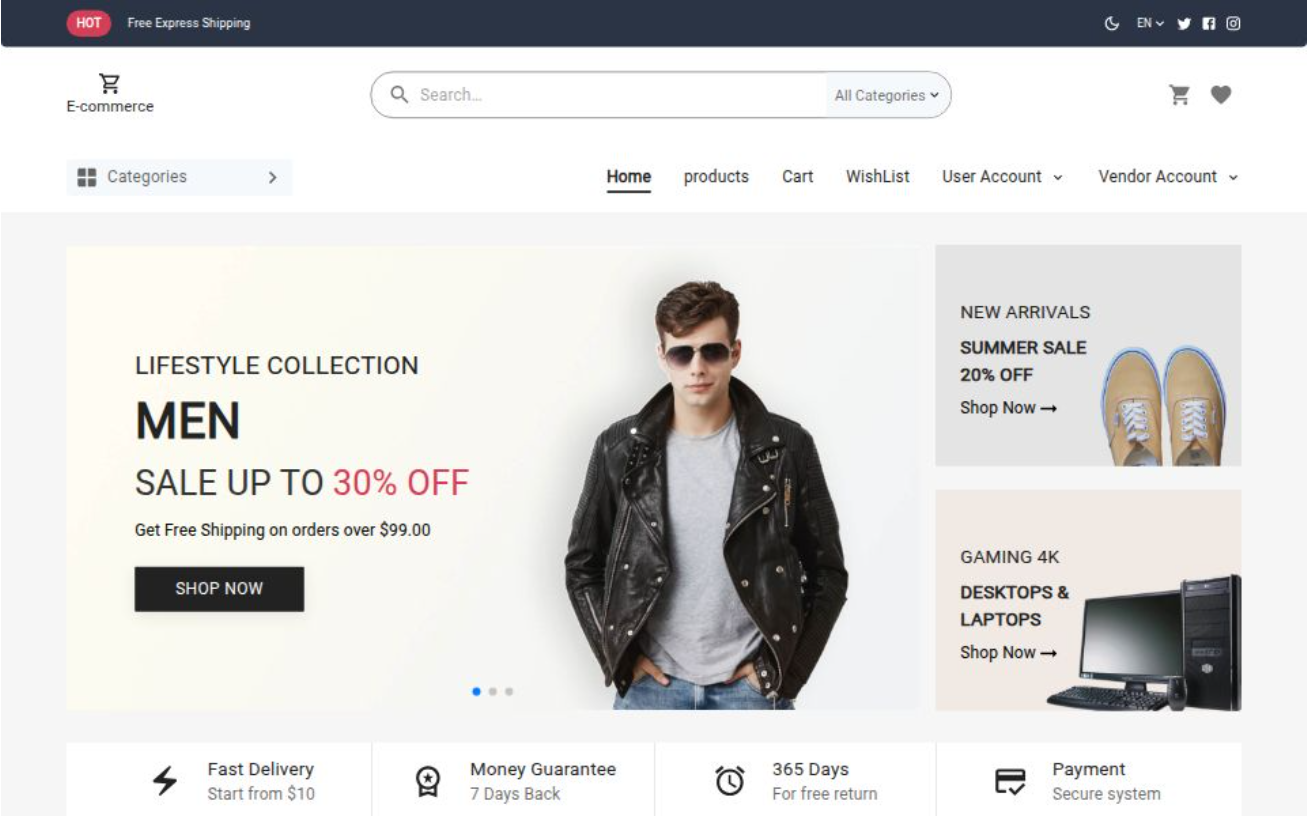 HOT Free Express Shipping EN
E-commerce
Search... All Categories
Categories
Home products Cart WishList User Account Vendor Account
LIFESTYLE COLLECTION
MEN
SALE UP TO 30% OFF
Get Free Shipping on orders over $99.00
SHOP NOW
NEW ARRIVALS
SUMMER SALE
20% OFF
Shop Now →
GAMING 4K
DESKTOPS &
LAPTOPS
Shop Now →
Fast Delivery
Start from $10
Money Guarantee
7 Days Back
365 Days
For free return
Payment
Secure system